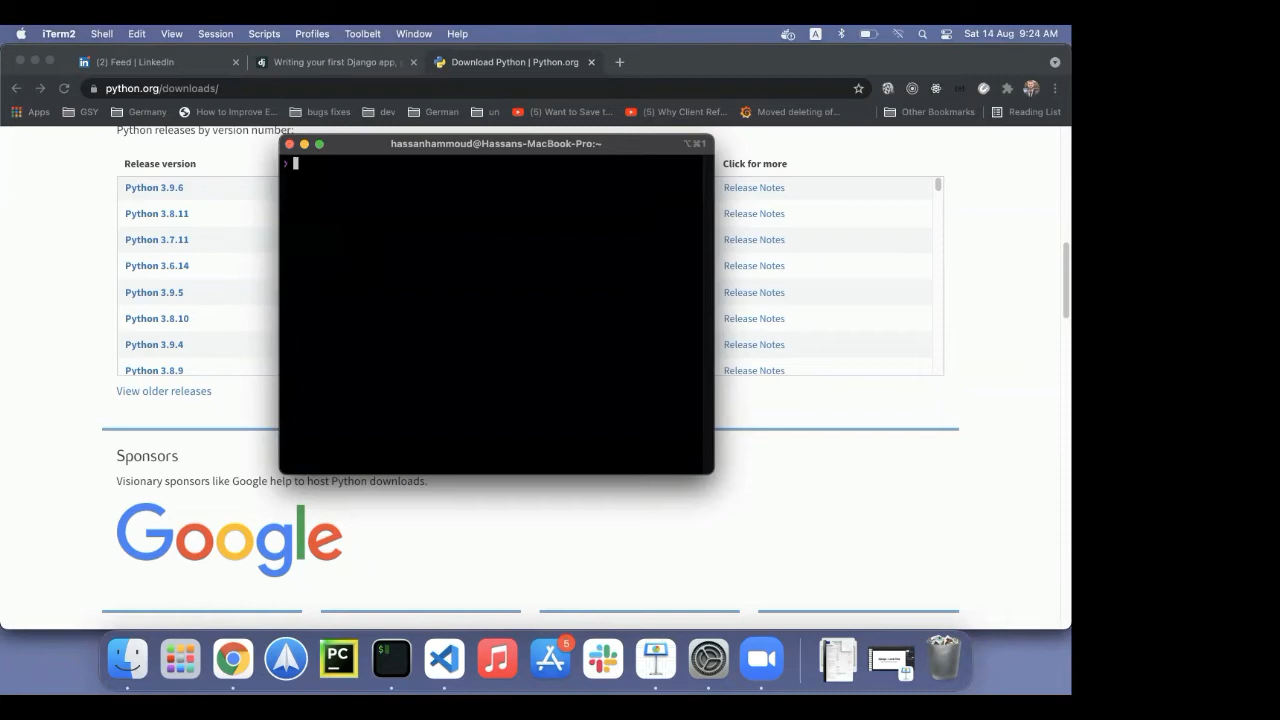 iTerm2 Shell Edit View Session Scripts Profiles Toolbelt Window Help A Sat 14 Aug 9:24 AM
(2) Feed | LinkedIn Writing your first Django app, Download Python | Python.org
python.org/downloads/
Apps GSY Germany How to Improve E... bugs fixes dev German un (5) Want to Save t... (5) Why Client Ref... Moved deleting of... Other Bookmarks Reading List
Python releases by version number:
hassanhammoud@Hassans-MacBook-Pro:~ ⌥⌘1
Release version Click for more
Python 3.9.6 Release Notes
Python 3.8.11 Release Notes
Python 3.7.11 Release Notes
Python 3.6.14 Release Notes
Python 3.9.5 Release Notes
Python 3.8.10 Release Notes
Python 3.9.4 Release Notes
Python 3.8.9 Release Notes
View older releases
Sponsors
Visionary sponsors like Google help to host Python downloads.
Google
PC $ 5